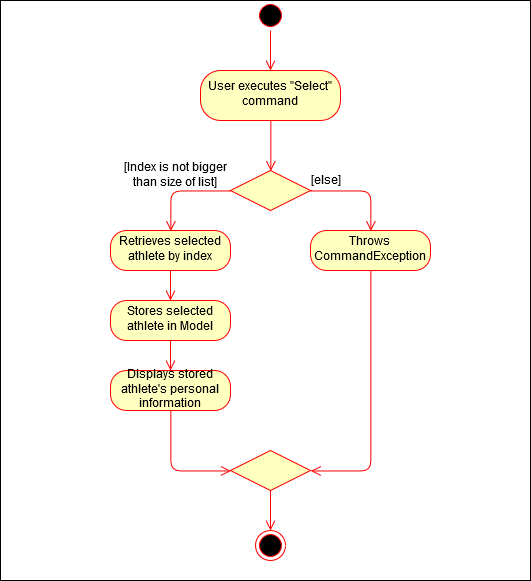 User executes "Select"
command
[Index is not bigger
than size of list]
[else]
Retrieves selected
athlete by index
Throws
CommandException
Stores selected
athlete in Model
Displays stored
athlete's personal
information